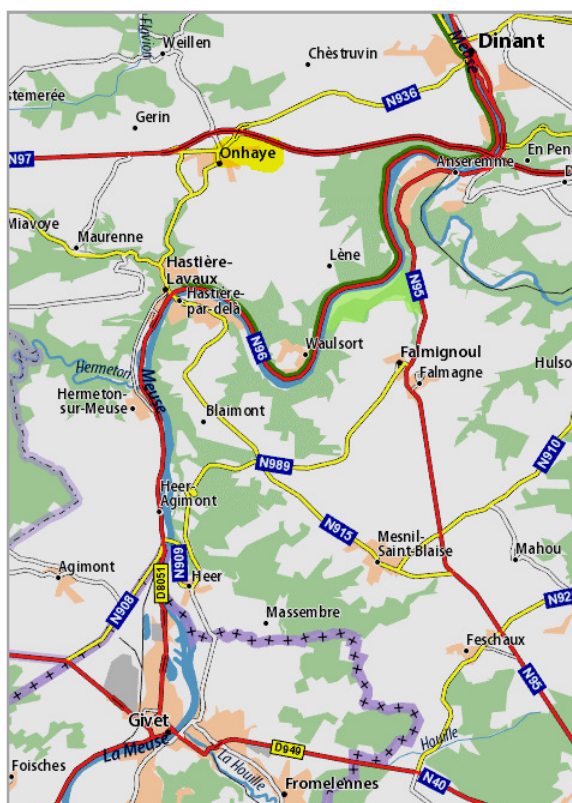 Flavion
Weillen
Chèstruvin
Meuse
Dinant
stemerée
N936
Gerin
N97
Onhaye
Anseremme
En Pen
D
Miavoye
Maurenne
Lène
Hastière-
Lavaux
Hastière-
par-delà
N95
N96
Waulsort
Falmignoul
Falmagne
Hulso
Hermeton
Meuse
Hermeton-
sur-Meuse
Blaimont
N989
N910
Heer-
Agimont
N915
Mesnil-
Saint-Blaise
Mahou
N909
Agimont
D8051
Heer
N908
Massembre
N92
Feschaux
N95
Givet
La Meuse
D949
Houille
La Houille
Foisches
Fromelennes
N40